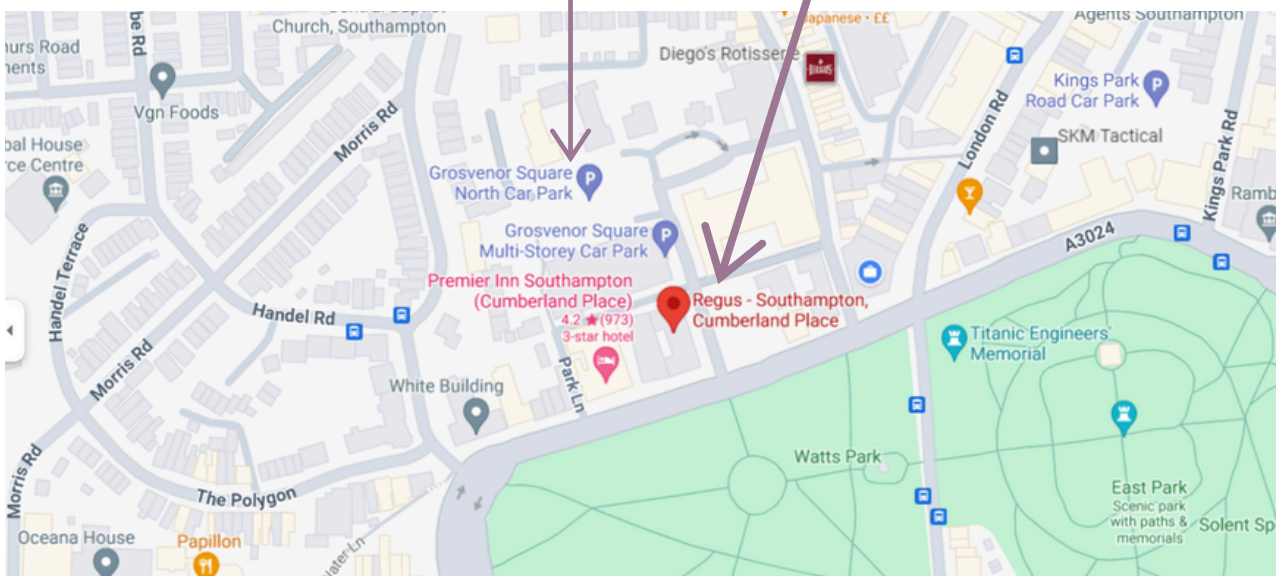 Church, Southampton
Japanese • ££
Agents Southampton
Diego's Rotisserie
Kings Park
Road Car Park
Vgn Foods
Morris Rd
London Rd
SKM Tactical
Kings Park Rd
Grosvenor Square
North Car Park
Grosvenor Square
Multi-Storey Car Park
A3024
Handel Terrace
Premier Inn Southampton
(Cumberland Place)
4.2 ★ (973)
3-star hotel
Regus - Southampton,
Cumberland Place
Handel Rd
Titanic Engineers'
Memorial
Morris Rd
Park Ln
White Building
Watts Park
Morris Rd
The Polygon
East Park
Scenic park
with paths &
memorials
Solent Sp
Oceana House
Papillon